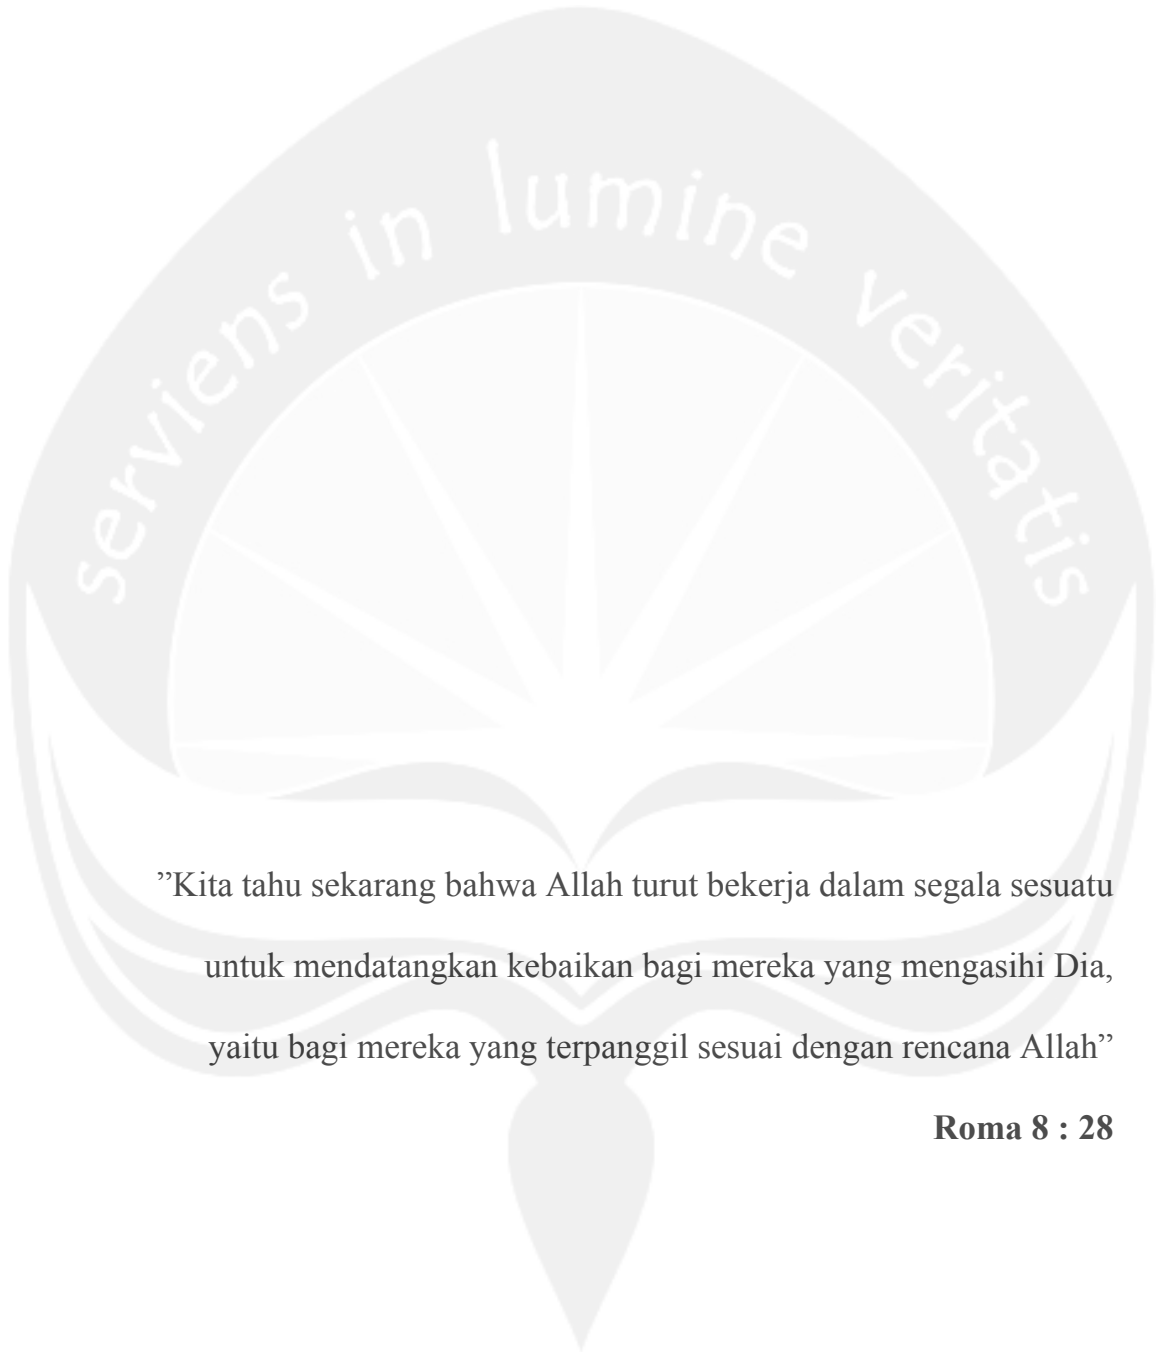 serviens in lumine veritatis
”Kita tahu sekarang bahwa Allah turut bekerja dalam segala sesuatu
untuk mendatangkan kebaikan bagi mereka yang mengasihi Dia,
yaitu bagi mereka yang terpanggil sesuai dengan rencana Allah”
Roma 8 : 28